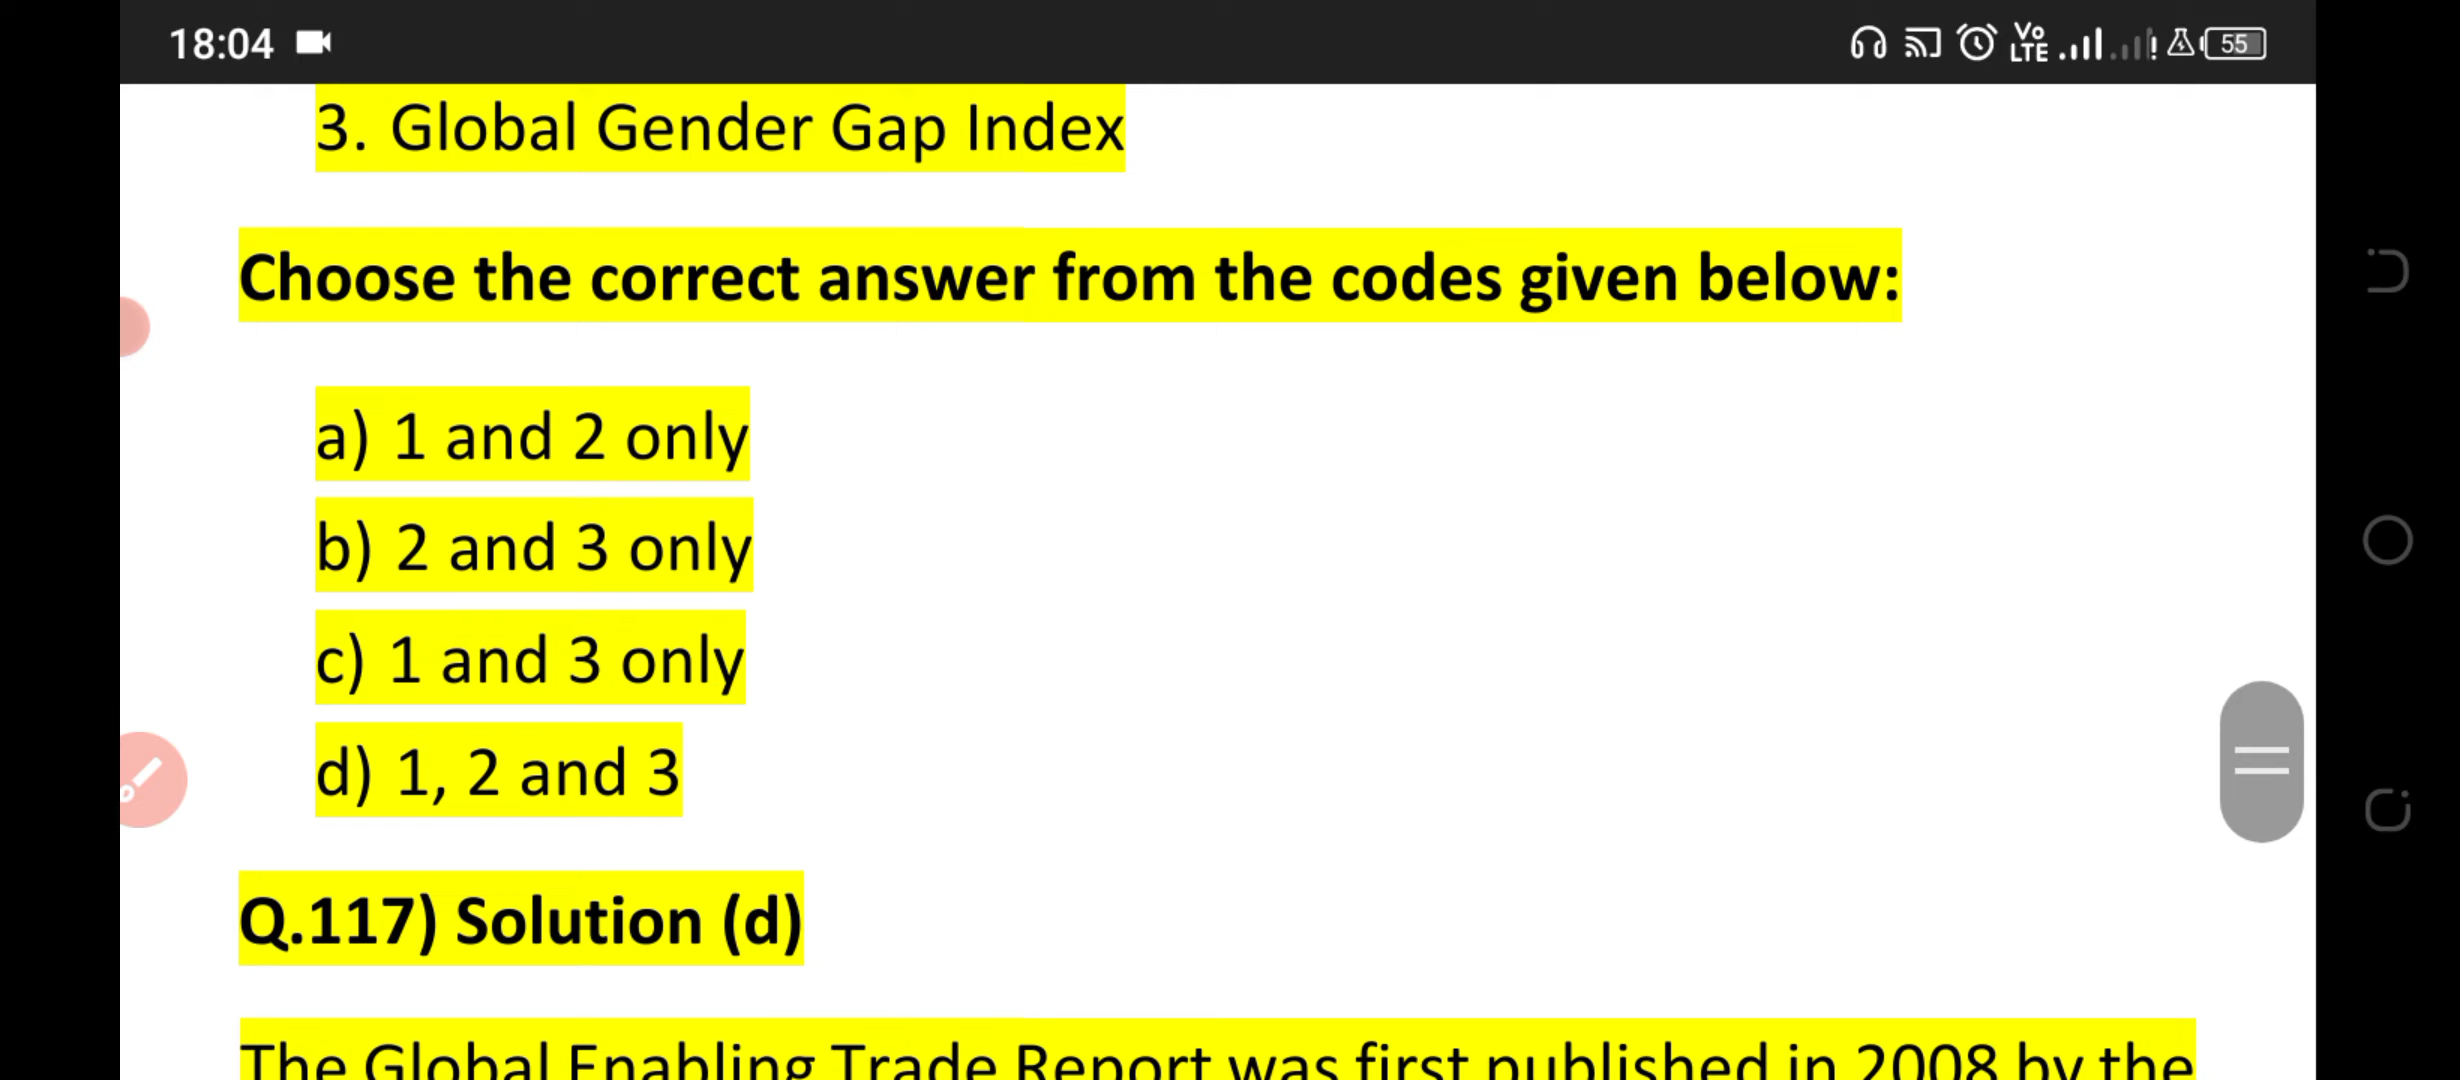 18:04
Vo
LTE
55
3. Global Gender Gap Index
Choose the correct answer from the codes given below:
a) 1 and 2 only
b) 2 and 3 only
c) 1 and 3 only
d) 1, 2 and 3
Q.117) Solution (d)
The Global Enabling Trade Report was first published in 2008 by the